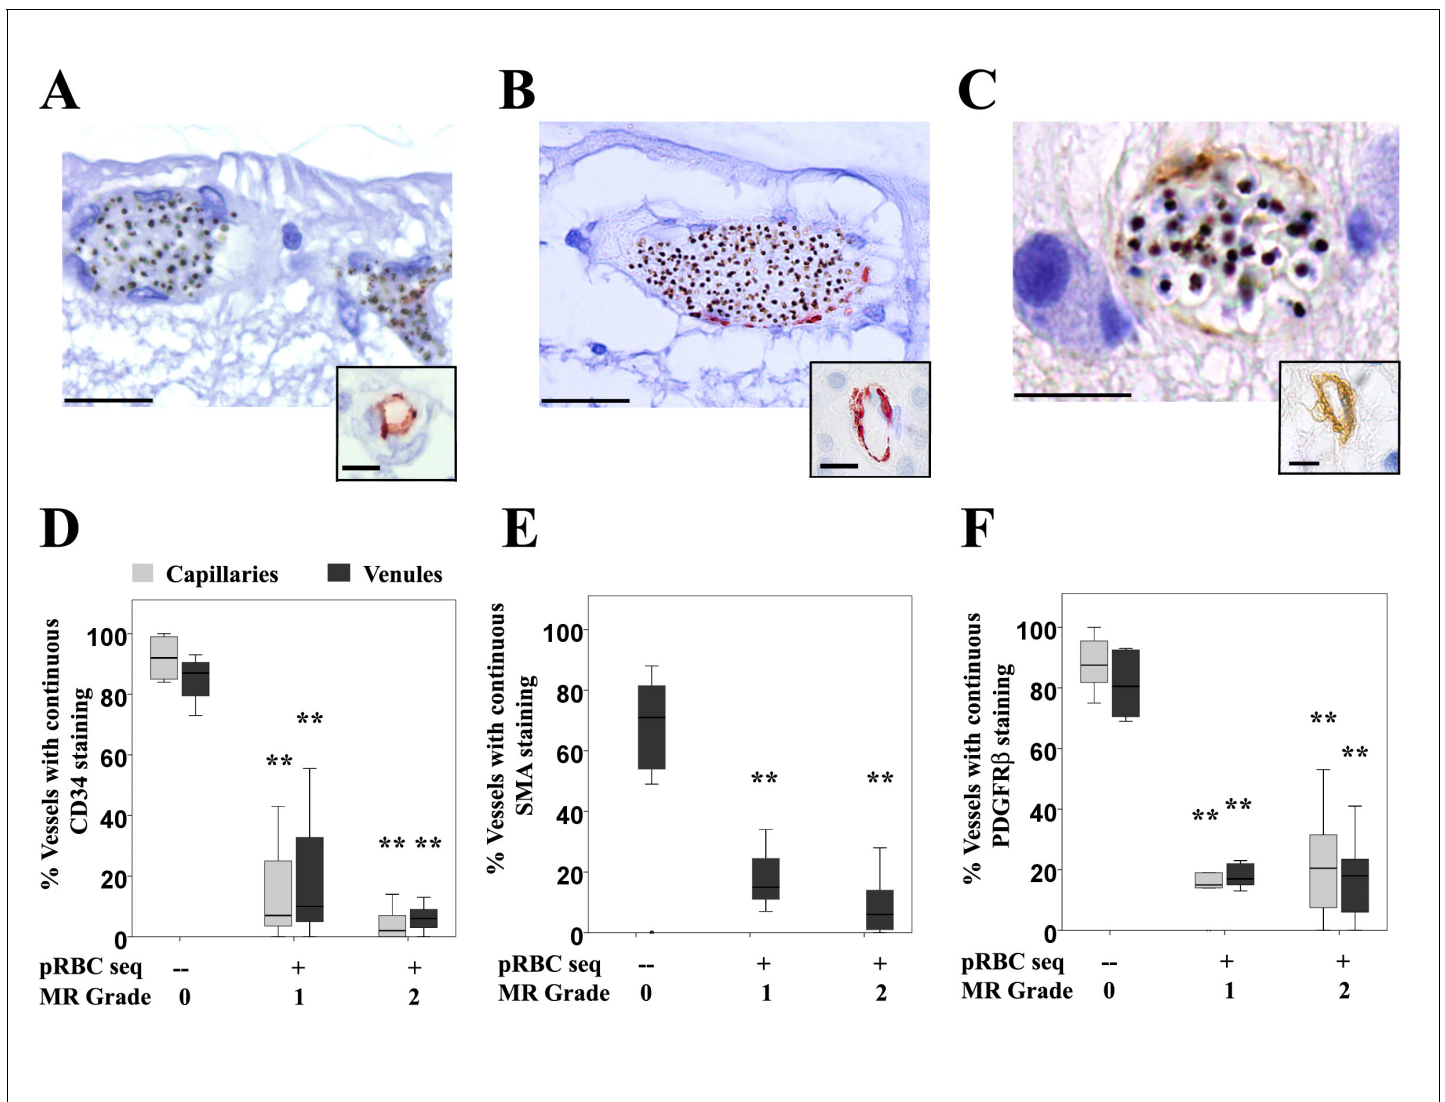 A
B
C
D
E
F
Capillaries
Venules
% Vessels with continuous
CD34 staining
100
80
60
40
20
0
**
**
**
**
pRBC seq
--
+
+
MR Grade
0
1
2
% Vessels with continuous
SMA staining
100
80
60
40
20
0
**
**
pRBC seq
--
+
+
MR Grade
0
1
2
% Vessels with continuous
PDGFRβ staining
100
80
60
40
20
0
**
**
**
**
pRBC seq
--
+
+
MR Grade
0
1
2